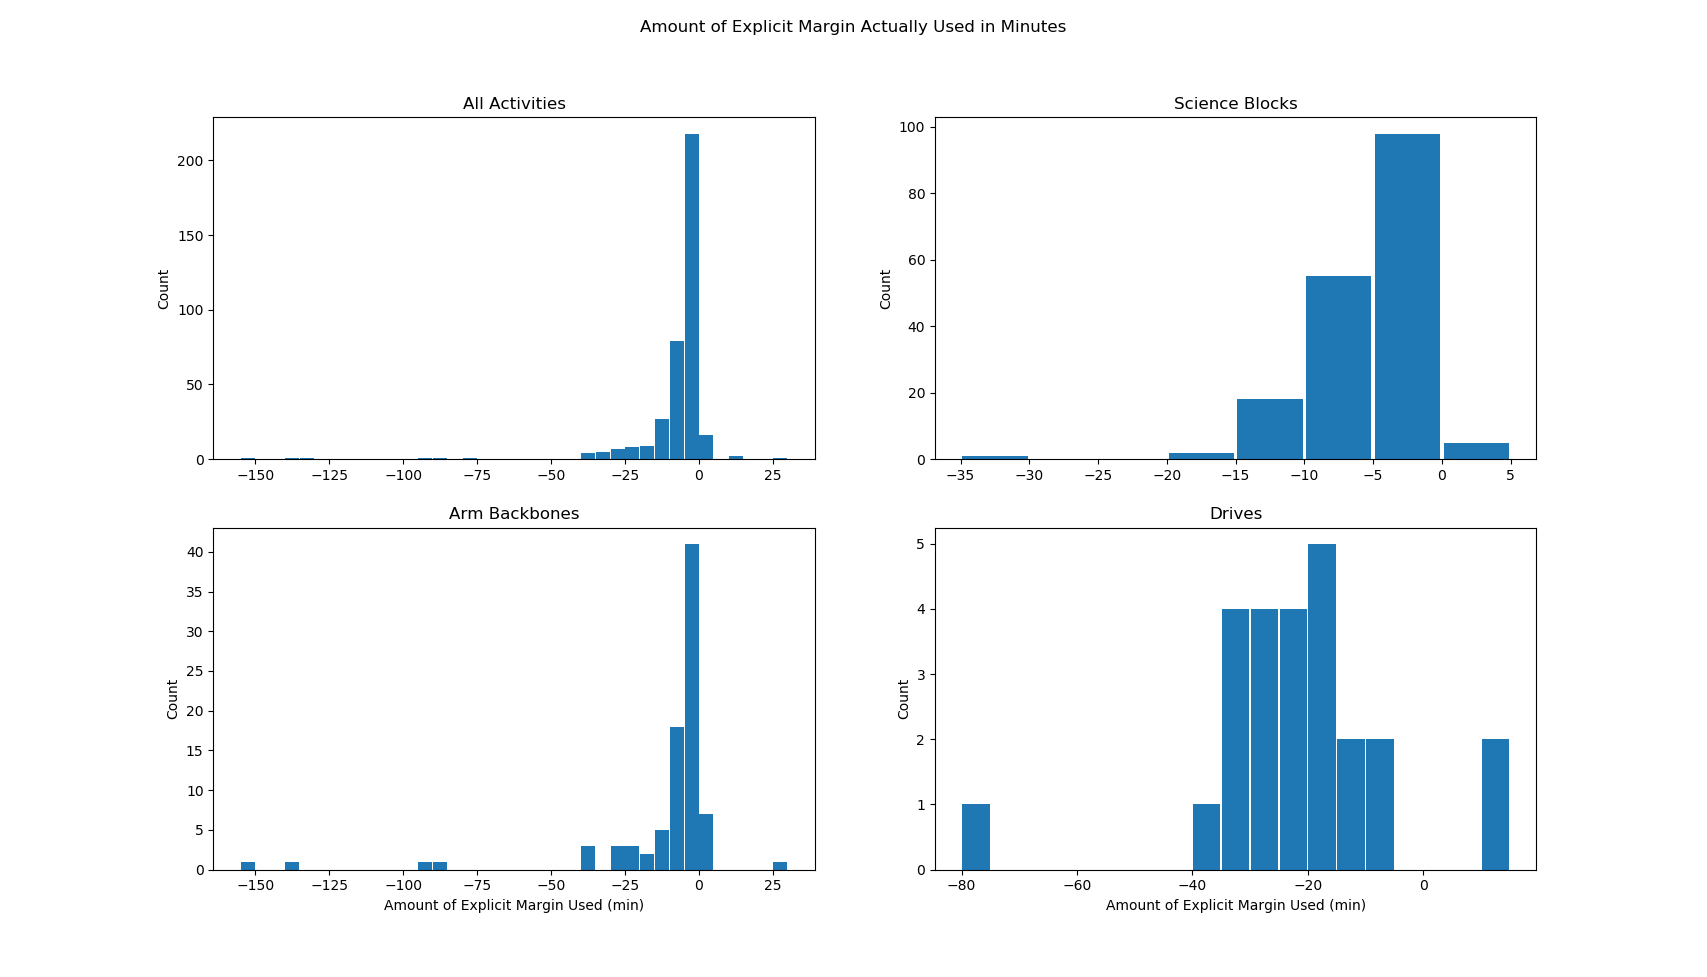 Amount of Explicit Margin Actually Used in Minutes
All Activities
Count
200
150
100
50
0
−150 −125 −100 −75 −50 −25 0 25
Science Blocks
Count
100
80
60
40
20
0
−35 −30 −25 −20 −15 −10 −5 0 5
Arm Backbones
Count
40
35
30
25
20
15
10
5
0
−150 −125 −100 −75 −50 −25 0 25
Amount of Explicit Margin Used (min)
Drives
Count
5
4
3
2
1
0
−80 −60 −40 −20 0
Amount of Explicit Margin Used (min)